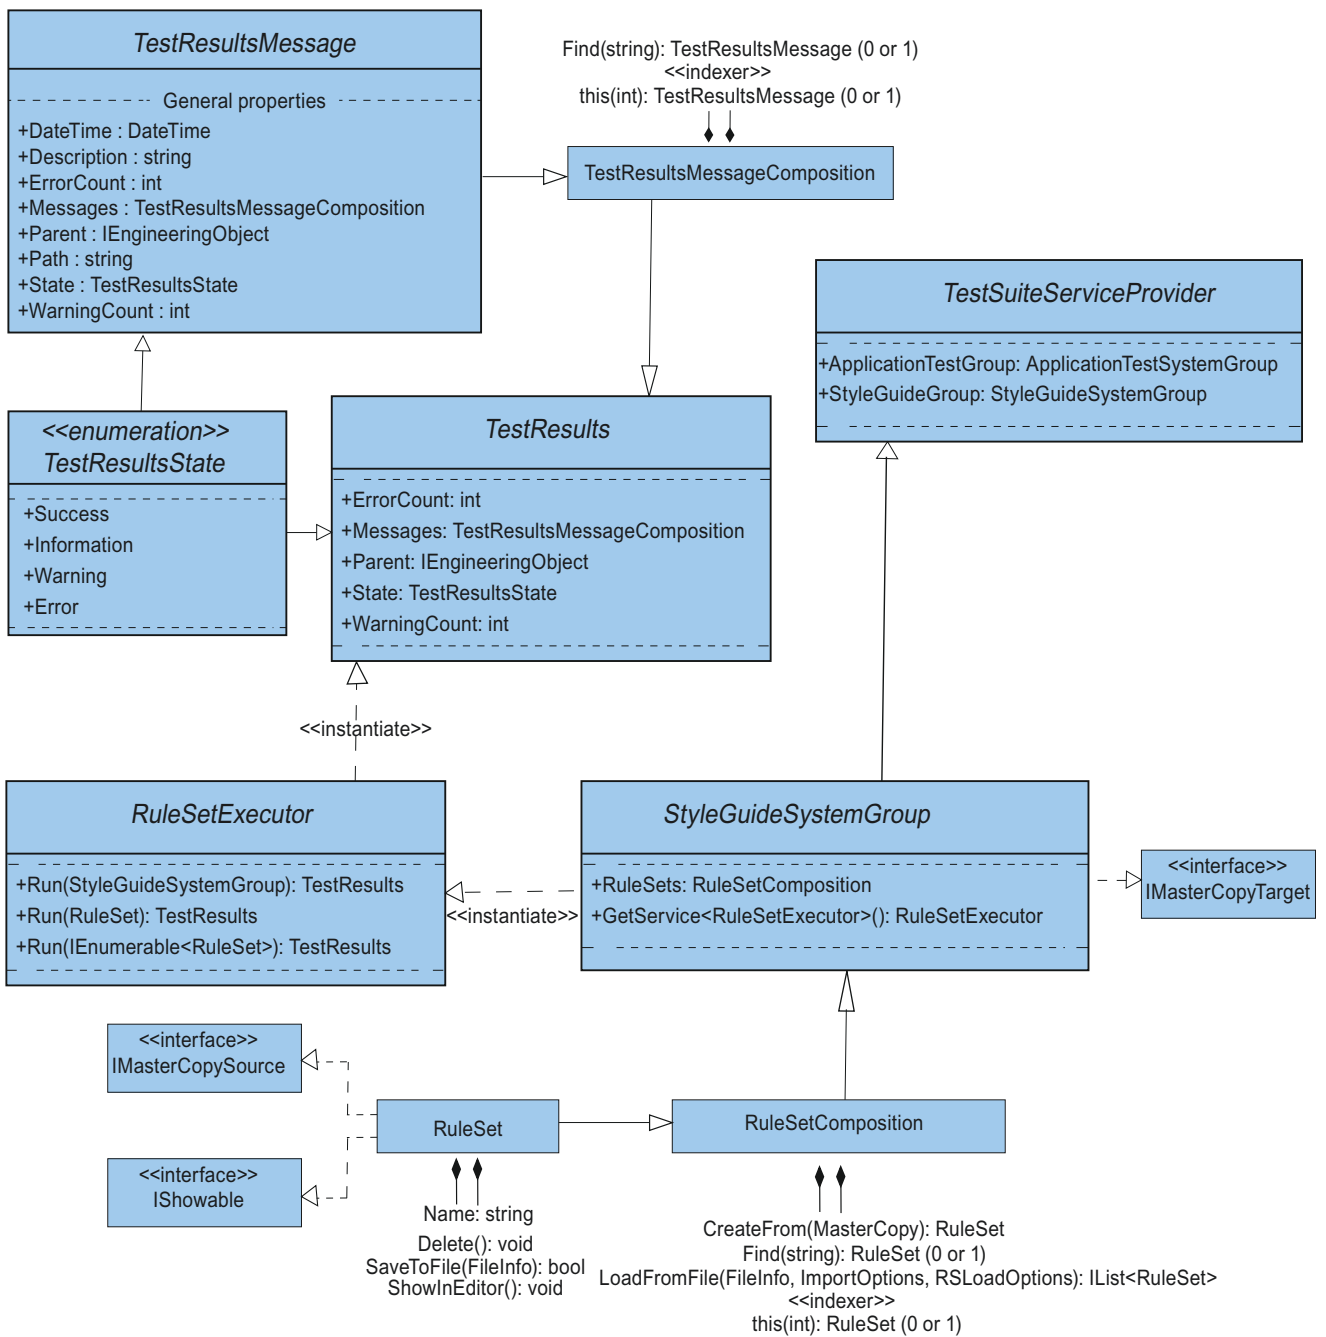 TestResultsMessage
General properties
+DateTime : DateTime
+Description : string
+ErrorCount : int
+Messages : TestResultsMessageComposition
+Parent : IEngineeringObject
+Path : string
+State : TestResultsState
+WarningCount : int
Find(string): TestResultsMessage (0 or 1)
<<indexer>>
this(int): TestResultsMessage (0 or 1)
TestResultsMessageComposition
TestSuiteServiceProvider
+ApplicationTestGroup: ApplicationTestSystemGroup
+StyleGuideGroup: StyleGuideSystemGroup
<<enumeration>>
TestResultsState
+Success
+Information
+Warning
+Error
TestResults
+ErrorCount: int
+Messages: TestResultsMessageComposition
+Parent: IEngineeringObject
+State: TestResultsState
+WarningCount: int
<<instantiate>>
RuleSetExecutor
+Run(StyleGuideSystemGroup): TestResults
+Run(RuleSet): TestResults
+Run(IEnumerable<RuleSet>): TestResults
<<instantiate>>
StyleGuideSystemGroup
+RuleSets: RuleSetComposition
+GetService<RuleSetExecutor>(): RuleSetExecutor
<<interface>>
IMasterCopyTarget
<<interface>>
IMasterCopySource
<<interface>>
IShowable
RuleSet
Name: string
Delete(): void
SaveToFile(FileInfo): bool
ShowInEditor(): void
RuleSetComposition
CreateFrom(MasterCopy): RuleSet
Find(string): RuleSet (0 or 1)
LoadFromFile(FileInfo, ImportOptions, RSLoadOptions): IList<RuleSet>
<<indexer>>
this(int): RuleSet (0 or 1)